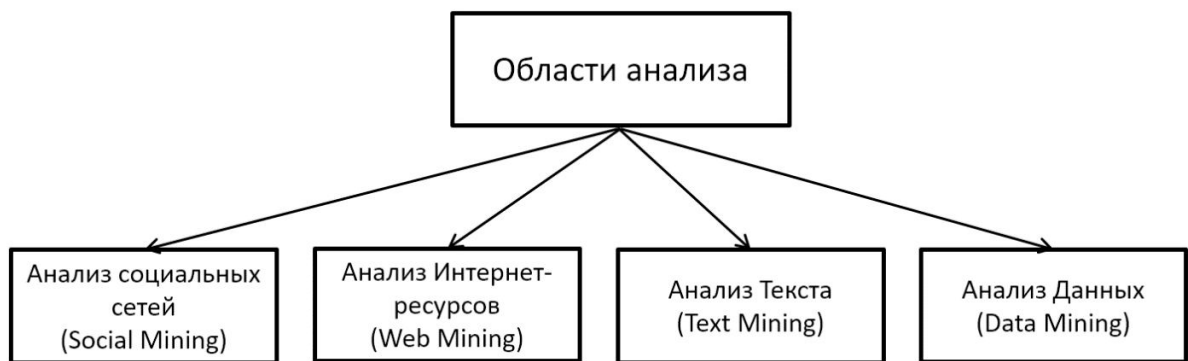 Области анализа
Анализ социальных
сетей
(Social Mining)
Анализ Интернет-
ресурсов
(Web Mining)
Анализ Текста
(Text Mining)
Анализ Данных
(Data Mining)